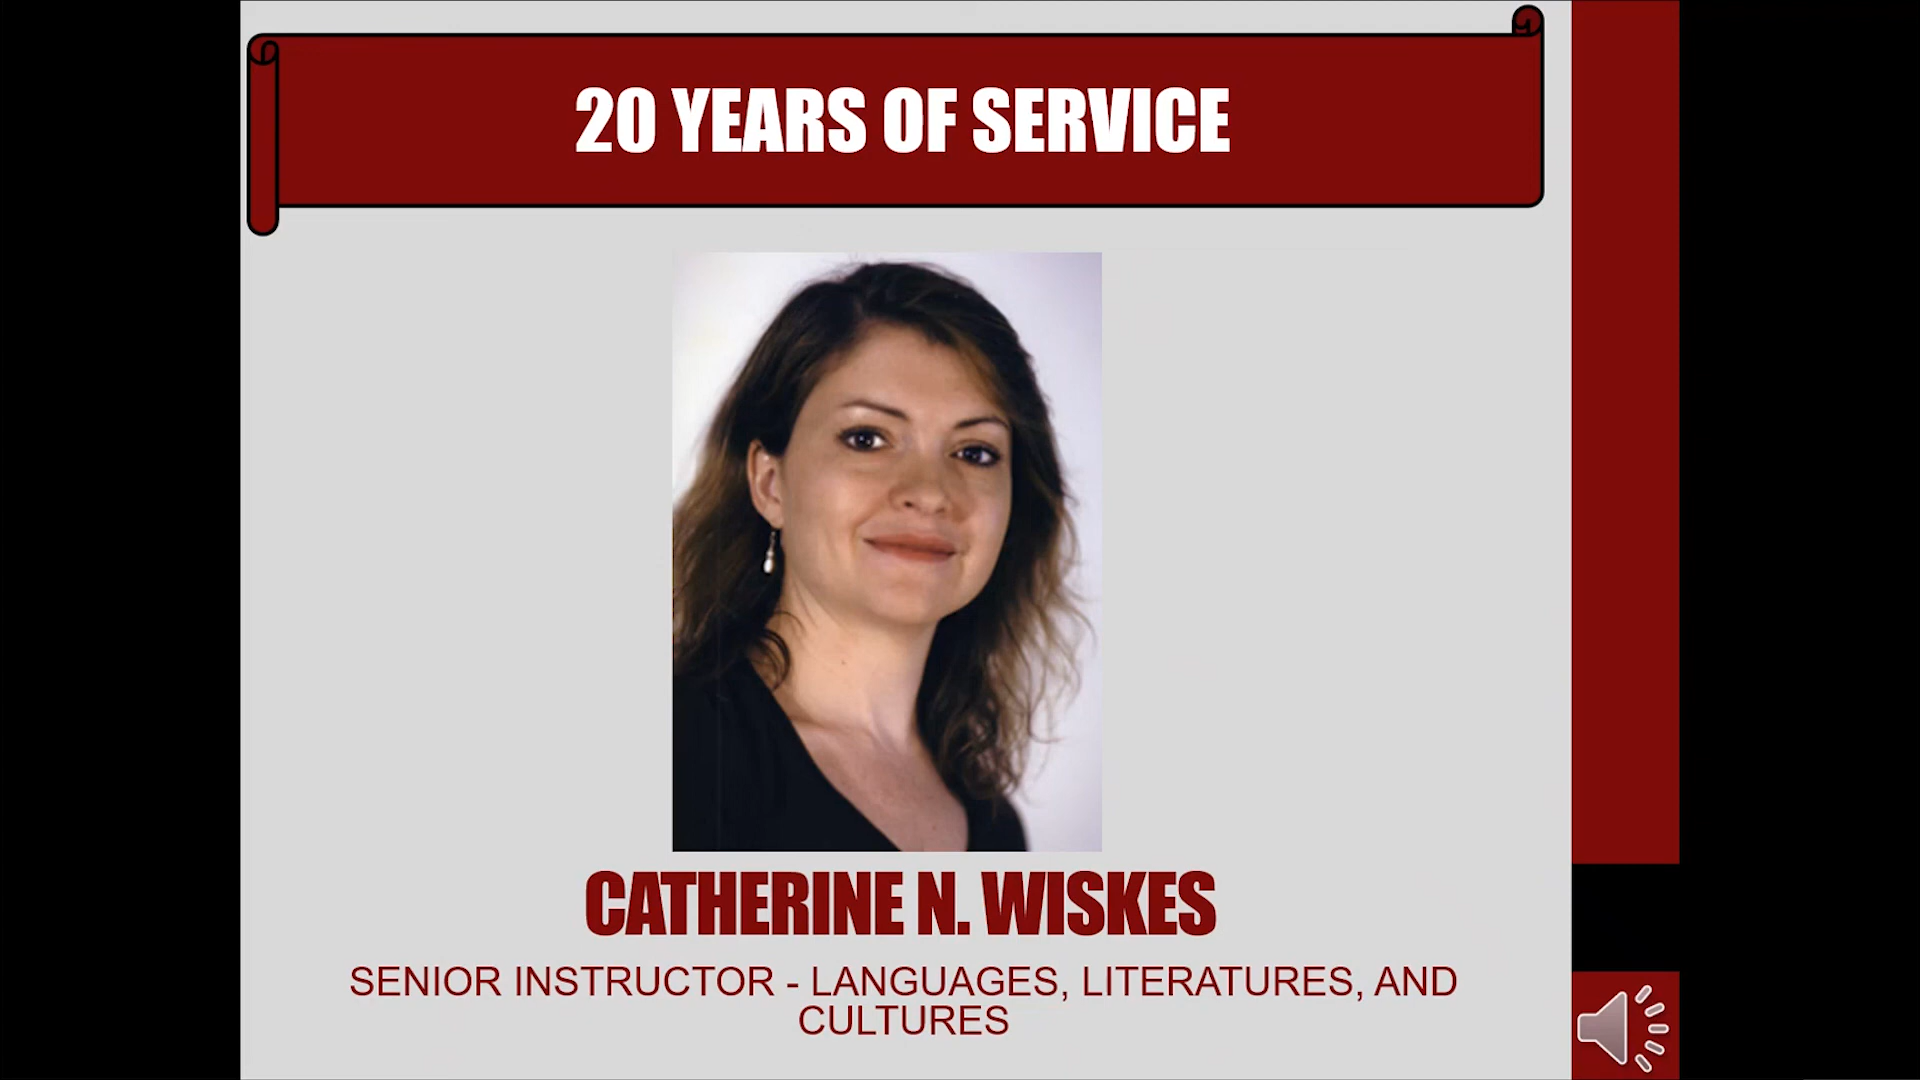 20 YEARS OF SERVICE
CATHERINE N. WISKES
SENIOR INSTRUCTOR - LANGUAGES, LITERATURES, AND
CULTURES